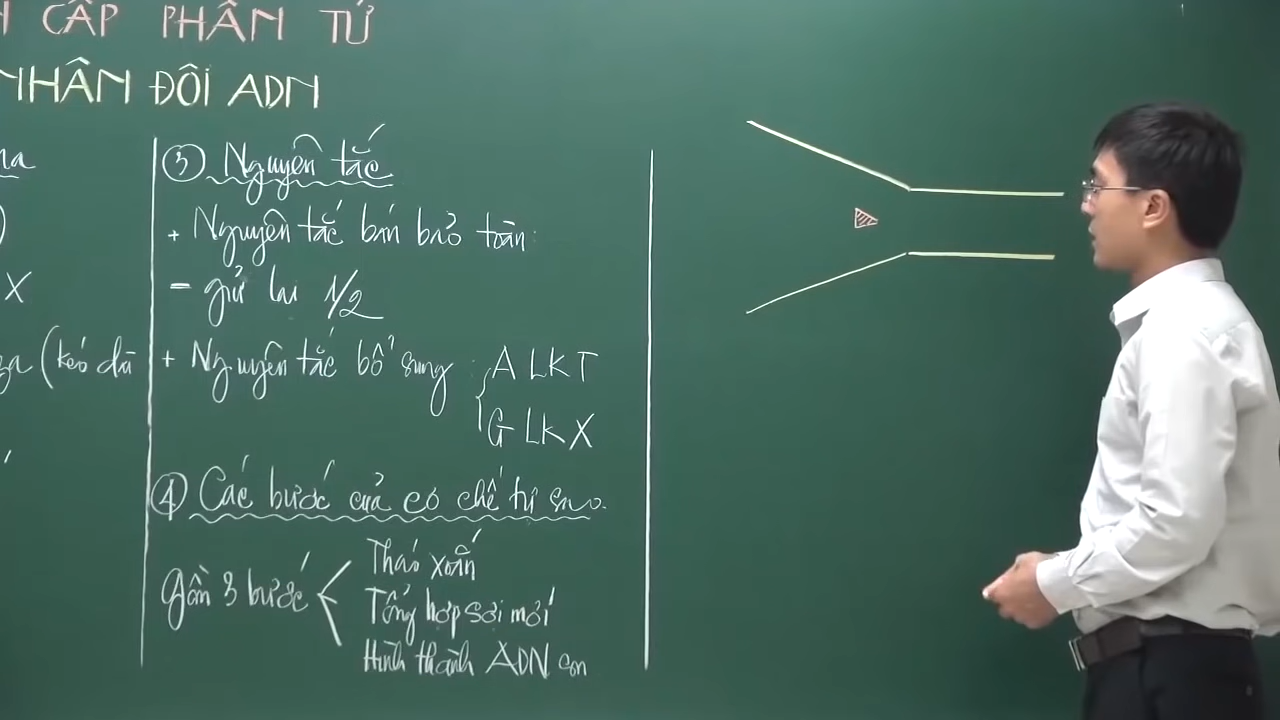 CẤP PHÂN TỬ
NHÂN ĐÔI ADN
X
(kéo dài
③ Nguyên tắc
+ Nguyên tắc bán bảo toàn:
- giữ lại 1/2
+ Nguyên tắc bổ sung A LKT
G LKX
④ Các bước của cơ chế tự sao.
Gồm 3 bước
Tháo xoắn
Tổng hợp sợi mới
Hình thành ADN con